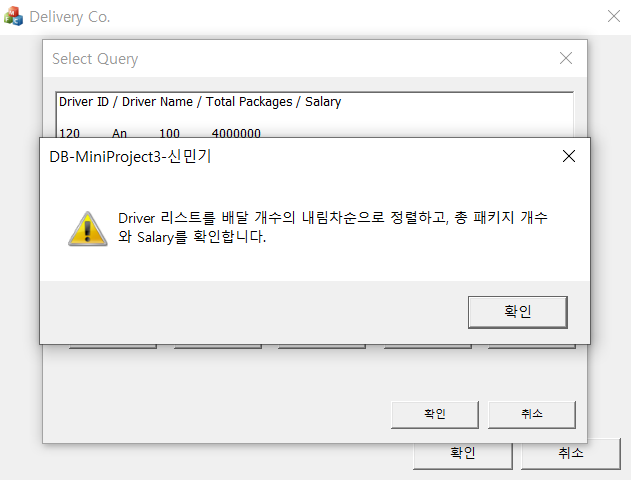 Delivery Co.
Select Query
Driver ID / Driver Name / Total Packages / Salary
120 An 100 4000000
DB-MiniProject3-신민기
Driver 리스트를 배달 개수의 내림차순으로 정렬하고, 총 패키지 개수
와 Salary를 확인합니다.
확인
확인 취소
확인 취소